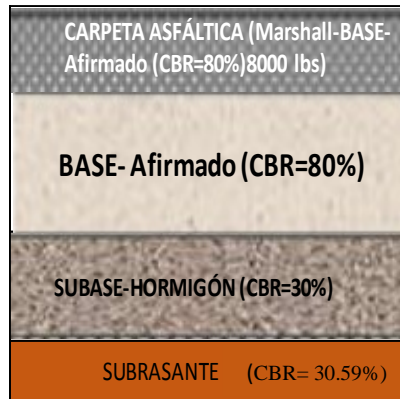 CARPETA ASFÁLTICA (Marshall-BASE-
Afirmado (CBR=80%)8000 lbs)
BASE- Afirmado (CBR=80%)
SUBASE-HORMIGÓN (CBR=30%)
SUBRASANTE (CBR= 30.59%)